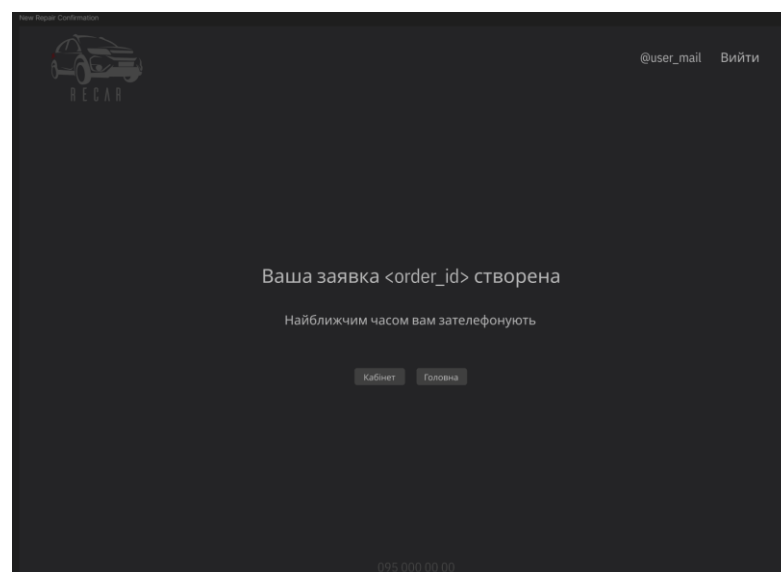 New Repair Confirmation
@user_mail Вийти
RECAR
Ваша заявка <order_id> створена
Найближчим часом вам зателефонують
Кабінет Головна
095 000 00 00